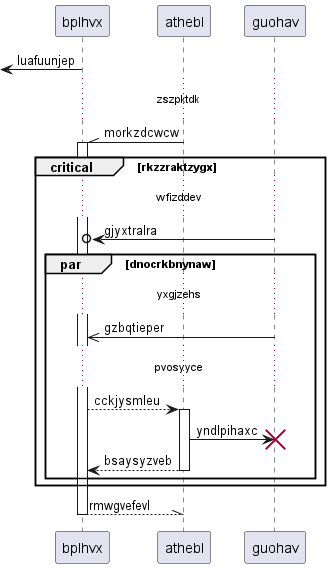 bplhvx athebl guohav
luafuunjep
zszpktdk
morkzdcwcw
critical [rkzzraktzygx]
wfizddev
gjyxtralra
par [dnocrkbnynaw]
yxgjzehs
gzbqtieper
pvosyyce
cckjysmleu
yndlpihaxc
bsaysyzveb
rmwgvefevl
bplhvx athebl guohav